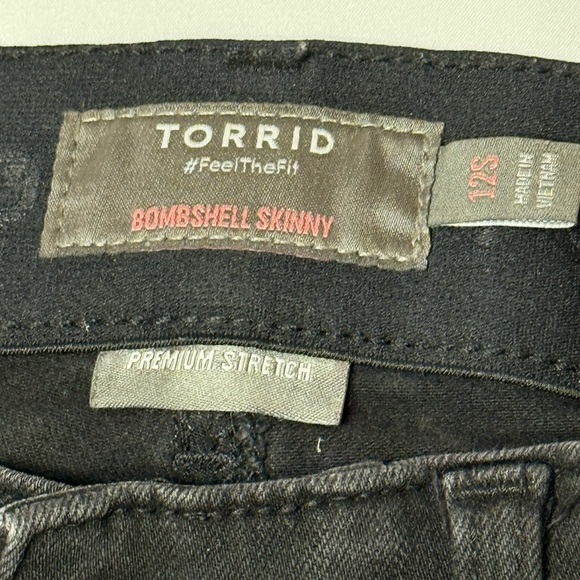 TORRID
#FeelTheFit
BOMBSHELL SKINNY
12S
MADE IN
VIETNAM
PREMIUM-STRETCH